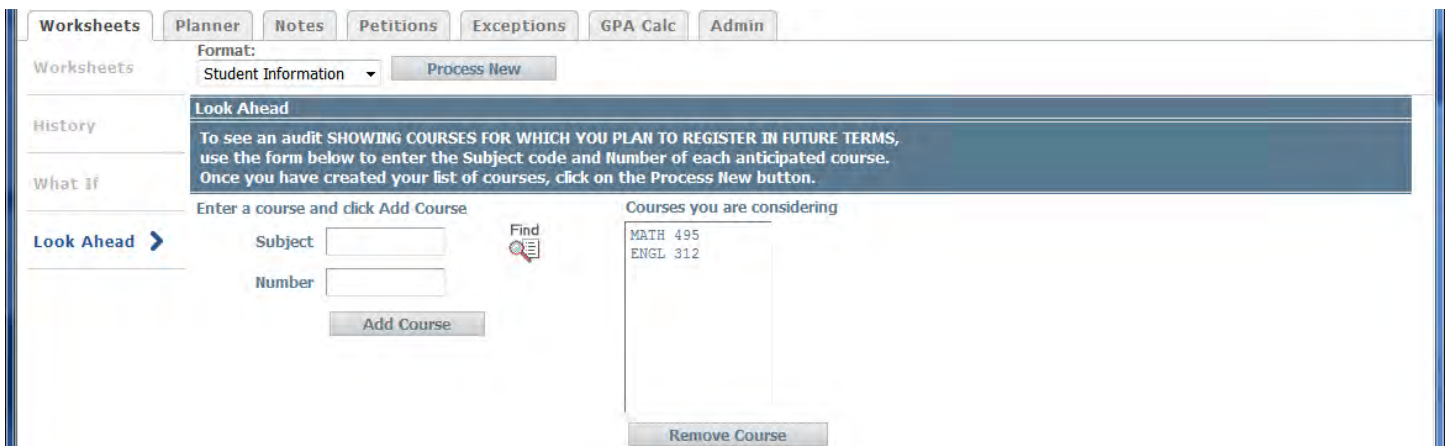 Worksheets Planner Notes Petitions Exceptions GPA Calc Admin
Format:
Worksheets
Student Information Process New
Look Ahead
History
To see an audit SHOWING COURSES FOR WHICH YOU PLAN TO REGISTER IN FUTURE TERMS,
use the form below to enter the Subject code and Number of each anticipated course.
Once you have created your list of courses, click on the Process New button.
What If
Enter a course and click Add Course
Courses you are considering
Look Ahead
Subject
Find
MATH 495
ENGL 312
Number
Add Course
Remove Course